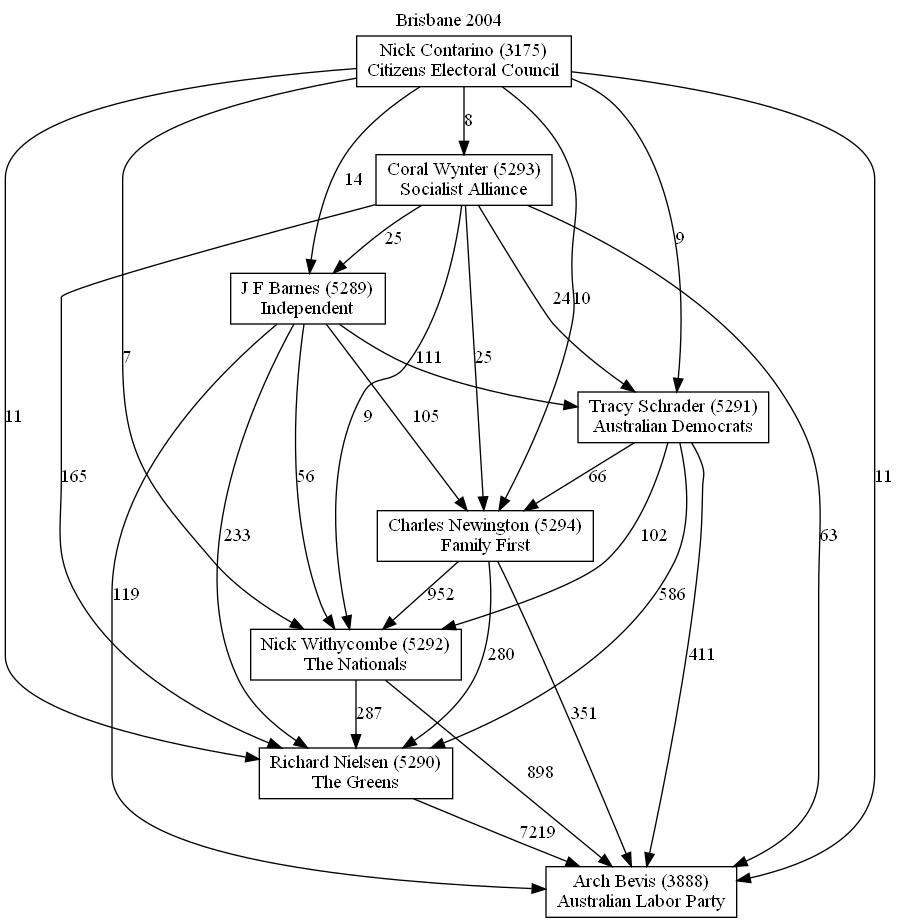 Brisbane 2004
Nick Contarino (3175)
Citizens Electoral Council
8
Coral Wynter (5293)
Socialist Alliance
14
25
9
J F Barnes (5289)
Independent
24
10
7
111
25
Tracy Schrader (5291)
Australian Democrats
11
9
105
165
56
66
11
Charles Newington (5294)
Family First
233
102
63
119
952
586
Nick Withycombe (5292)
The Nationals
280
411
287
351
Richard Nielsen (5290)
The Greens
898
7219
Arch Bevis (3888)
Australian Labor Party